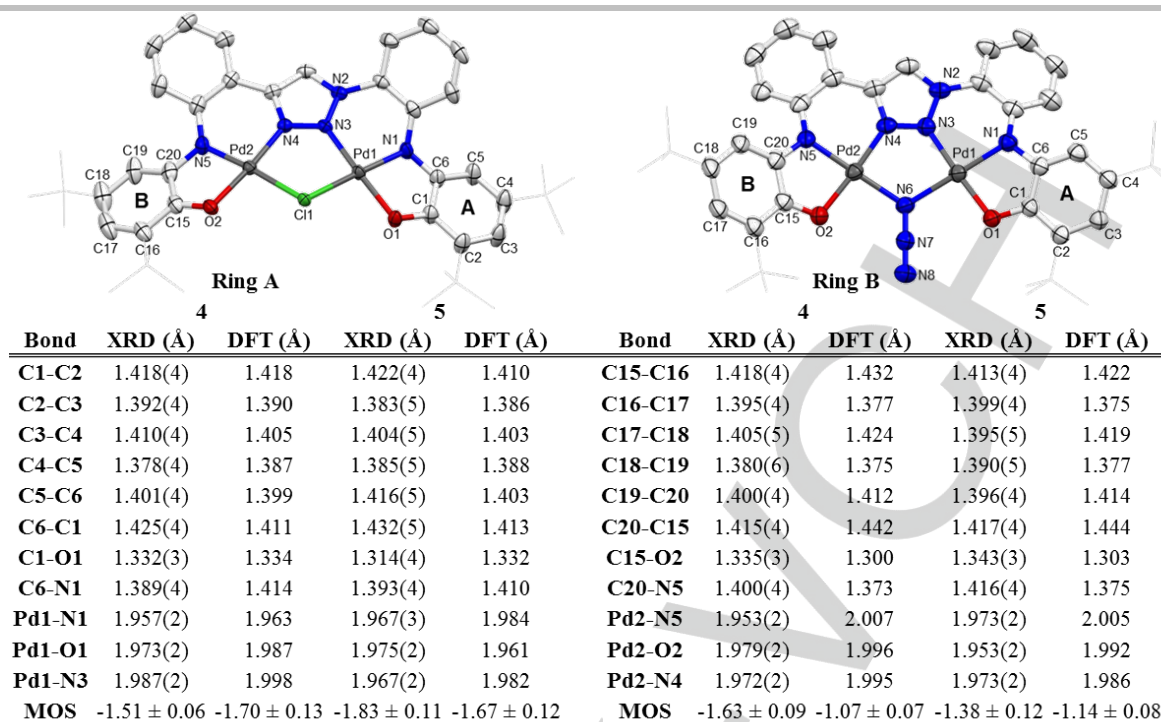 N2
N3
N4
N1
N5
Pd2
Pd1
C19
C20
C18
B
C15
O2
C17
C16
Cl1
C6
C5
C1
A
C4
O1
C3
C2
N2
N3
N4
N1
N5
Pd2
Pd1
C19
C20
C18
B
C15
O2
C17
C16
N6
N7
N8
C6
C5
C1
A
C4
O1
C3
C2
Ring A
Ring B
4 5 4 5
Bond XRD (Å) DFT (Å) XRD (Å) DFT (Å) Bond XRD (Å) DFT (Å) XRD (Å) DFT (Å)
C1-C2 1.418(4) 1.418 1.422(4) 1.410 C15-C16 1.418(4) 1.432 1.413(4) 1.422
C2-C3 1.392(4) 1.390 1.383(5) 1.386 C16-C17 1.395(4) 1.377 1.399(4) 1.375
C3-C4 1.410(4) 1.405 1.404(5) 1.403 C17-C18 1.405(5) 1.424 1.395(5) 1.419
C4-C5 1.378(4) 1.387 1.385(5) 1.388 C18-C19 1.380(6) 1.375 1.390(5) 1.377
C5-C6 1.401(4) 1.399 1.416(5) 1.403 C19-C20 1.400(4) 1.412 1.396(4) 1.414
C6-C1 1.425(4) 1.411 1.432(5) 1.413 C20-C15 1.415(4) 1.442 1.417(4) 1.444
C1-O1 1.332(3) 1.334 1.314(4) 1.332 C15-O2 1.335(3) 1.300 1.343(3) 1.303
C6-N1 1.389(4) 1.414 1.393(4) 1.410 C20-N5 1.400(4) 1.373 1.416(4) 1.375
Pd1-N1 1.957(2) 1.963 1.967(3) 1.984 Pd2-N5 1.953(2) 2.007 1.973(2) 2.005
Pd1-O1 1.973(2) 1.987 1.975(2) 1.961 Pd2-O2 1.979(2) 1.996 1.953(2) 1.992
Pd1-N3 1.987(2) 1.998 1.967(2) 1.982 Pd2-N4 1.972(2) 1.995 1.973(2) 1.986
MOS -1.51 ± 0.06 -1.70 ± 0.13 -1.83 ± 0.11 -1.67 ± 0.12 MOS -1.63 ± 0.09 -1.07 ± 0.07 -1.38 ± 0.12 -1.14 ± 0.08